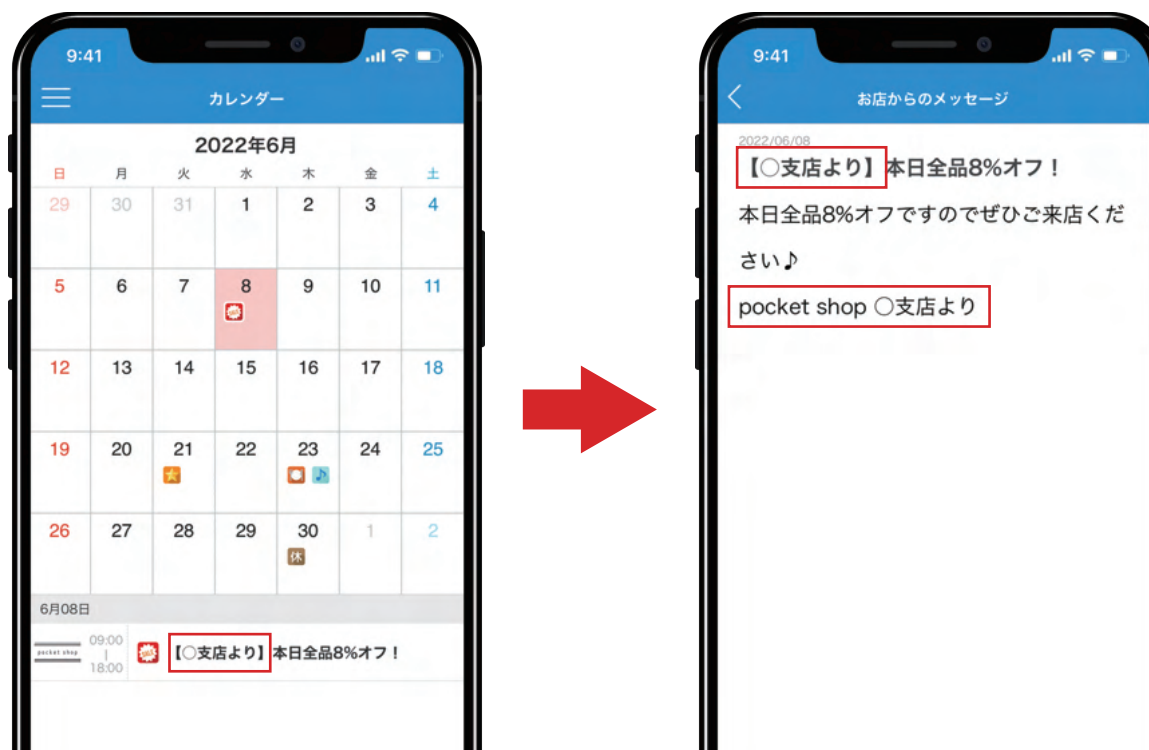 9:41
カレンダー
2022年6月
日 月 火 水 木 金 土
29 30 31 1 2 3 4
5 6 7 8 9 10 11
SALE
12 13 14 15 16 17 18
19 20 21 22 23 24 25
26 27 28 29 30 1 2
休
6月08日
pocket shop 09:00 | 18:00 SALE 【○支店より】本日全品8%オフ！
9:41
お店からのメッセージ
2022/06/08
【○支店より】本日全品8%オフ！
本日全品8%オフですのでぜひご来店くだ
さい♪
pocket shop ○支店より